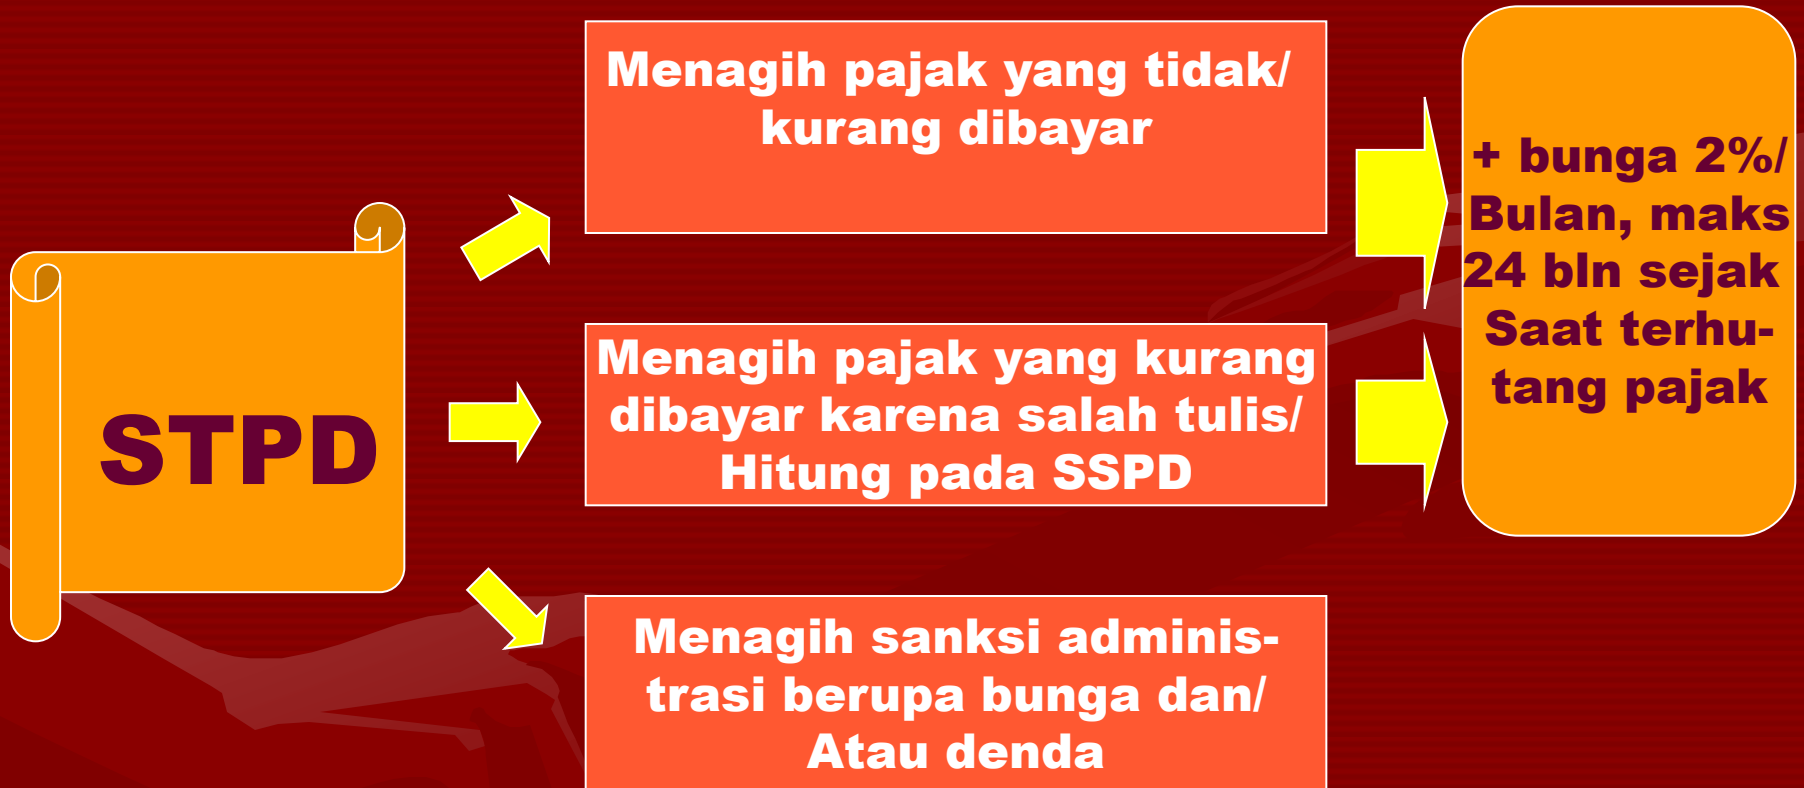 STPD
Menagih pajak yang tidak/
kurang dibayar
Menagih pajak yang kurang
dibayar karena salah tulis/
Hitung pada SSPD
Menagih sanksi adminis-
trasi berupa bunga dan/
Atau denda
+ bunga 2%/
Bulan, maks
24 bln sejak
Saat terhu-
tang pajak